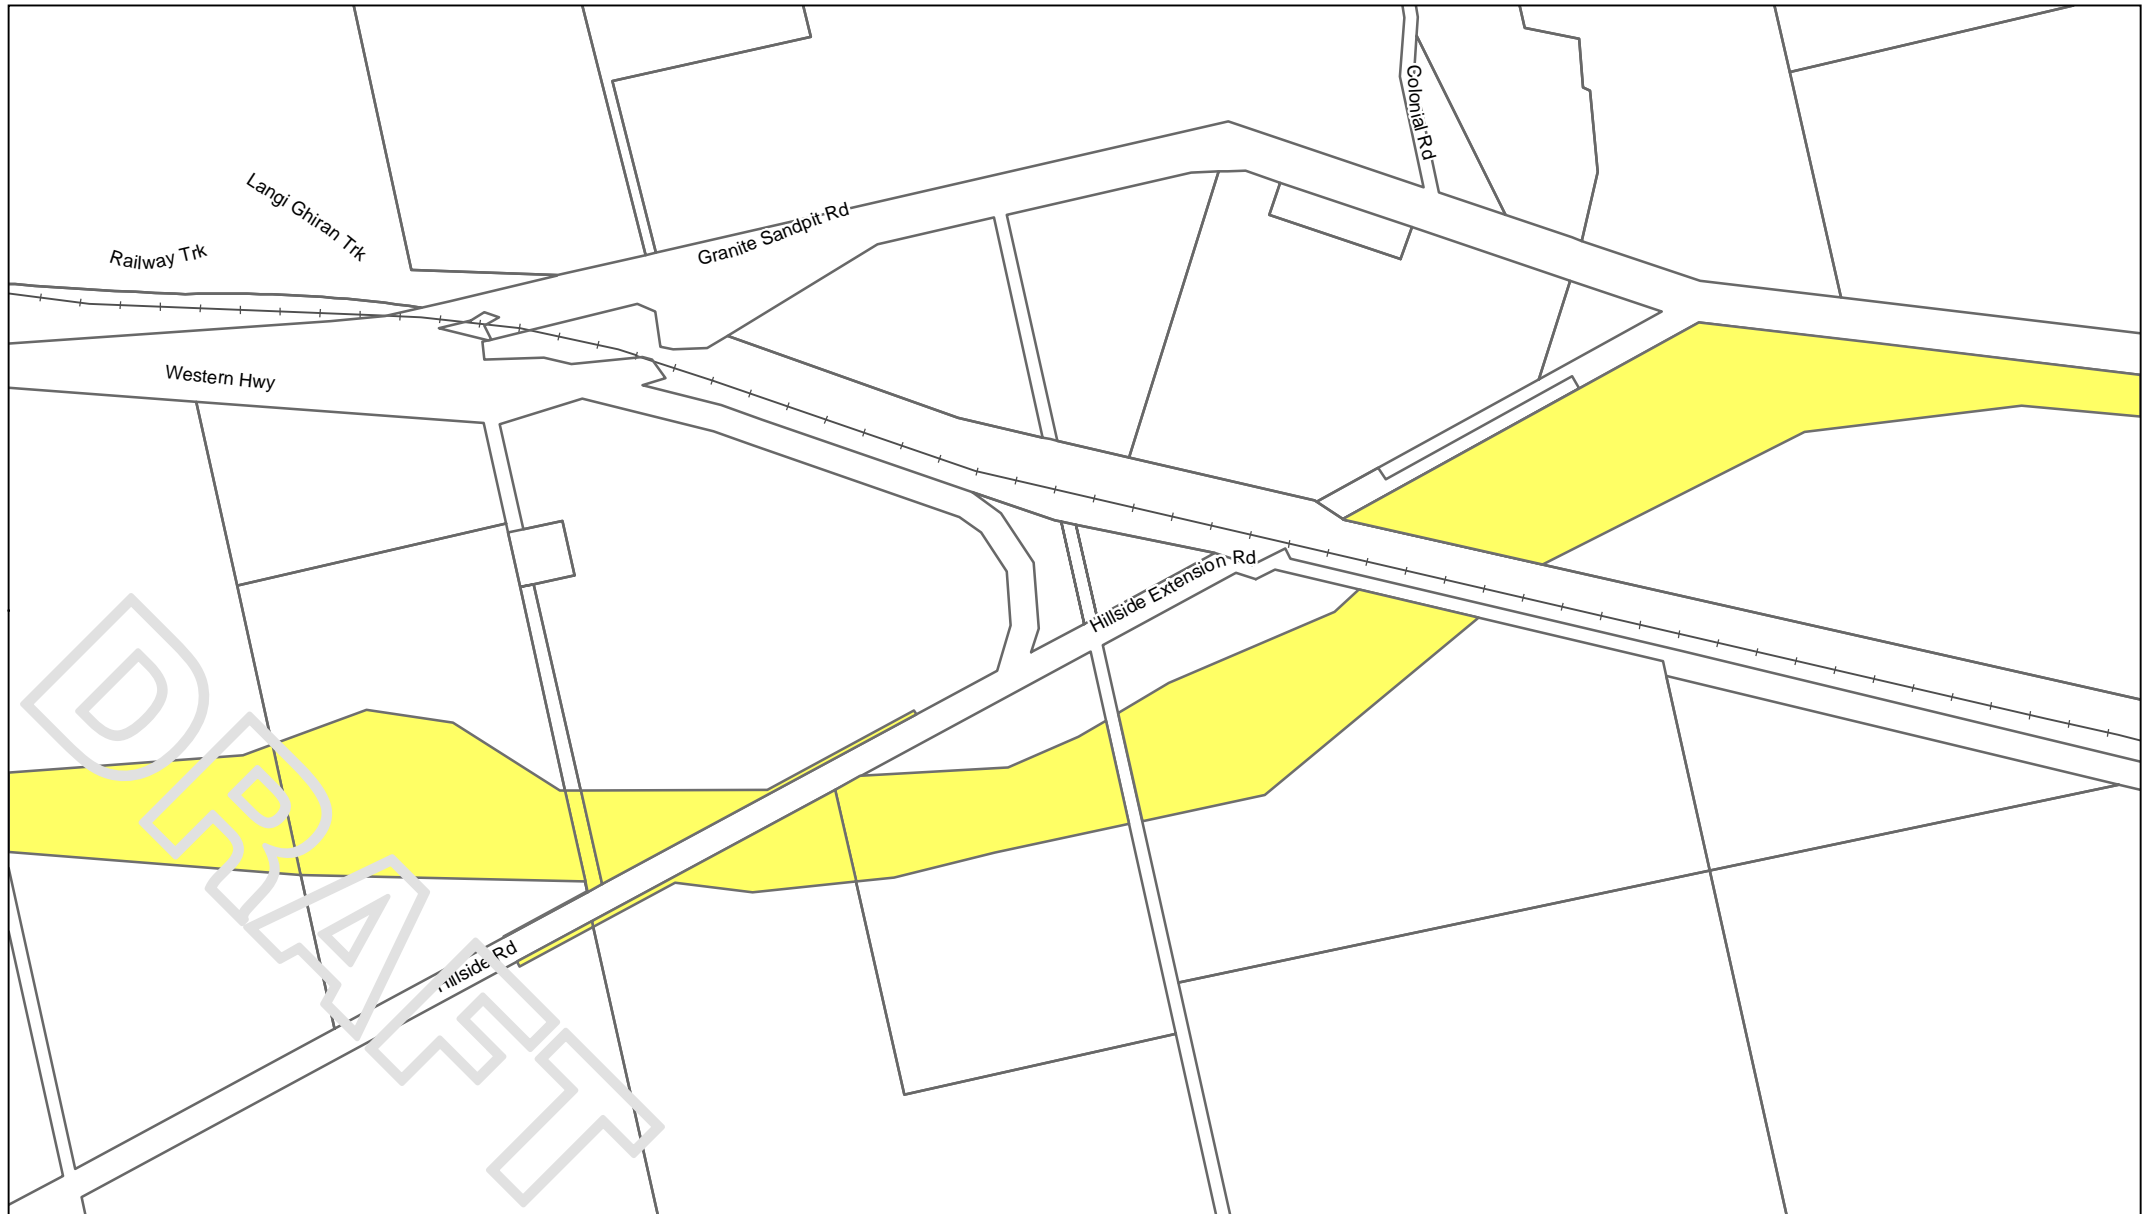 Colonial Rd
Langi Ghiran Trk
Granite Sandpit Rd
Railway Trk
Western Hwy
Hillside Extension Rd
Hillside Rd
DRAFT